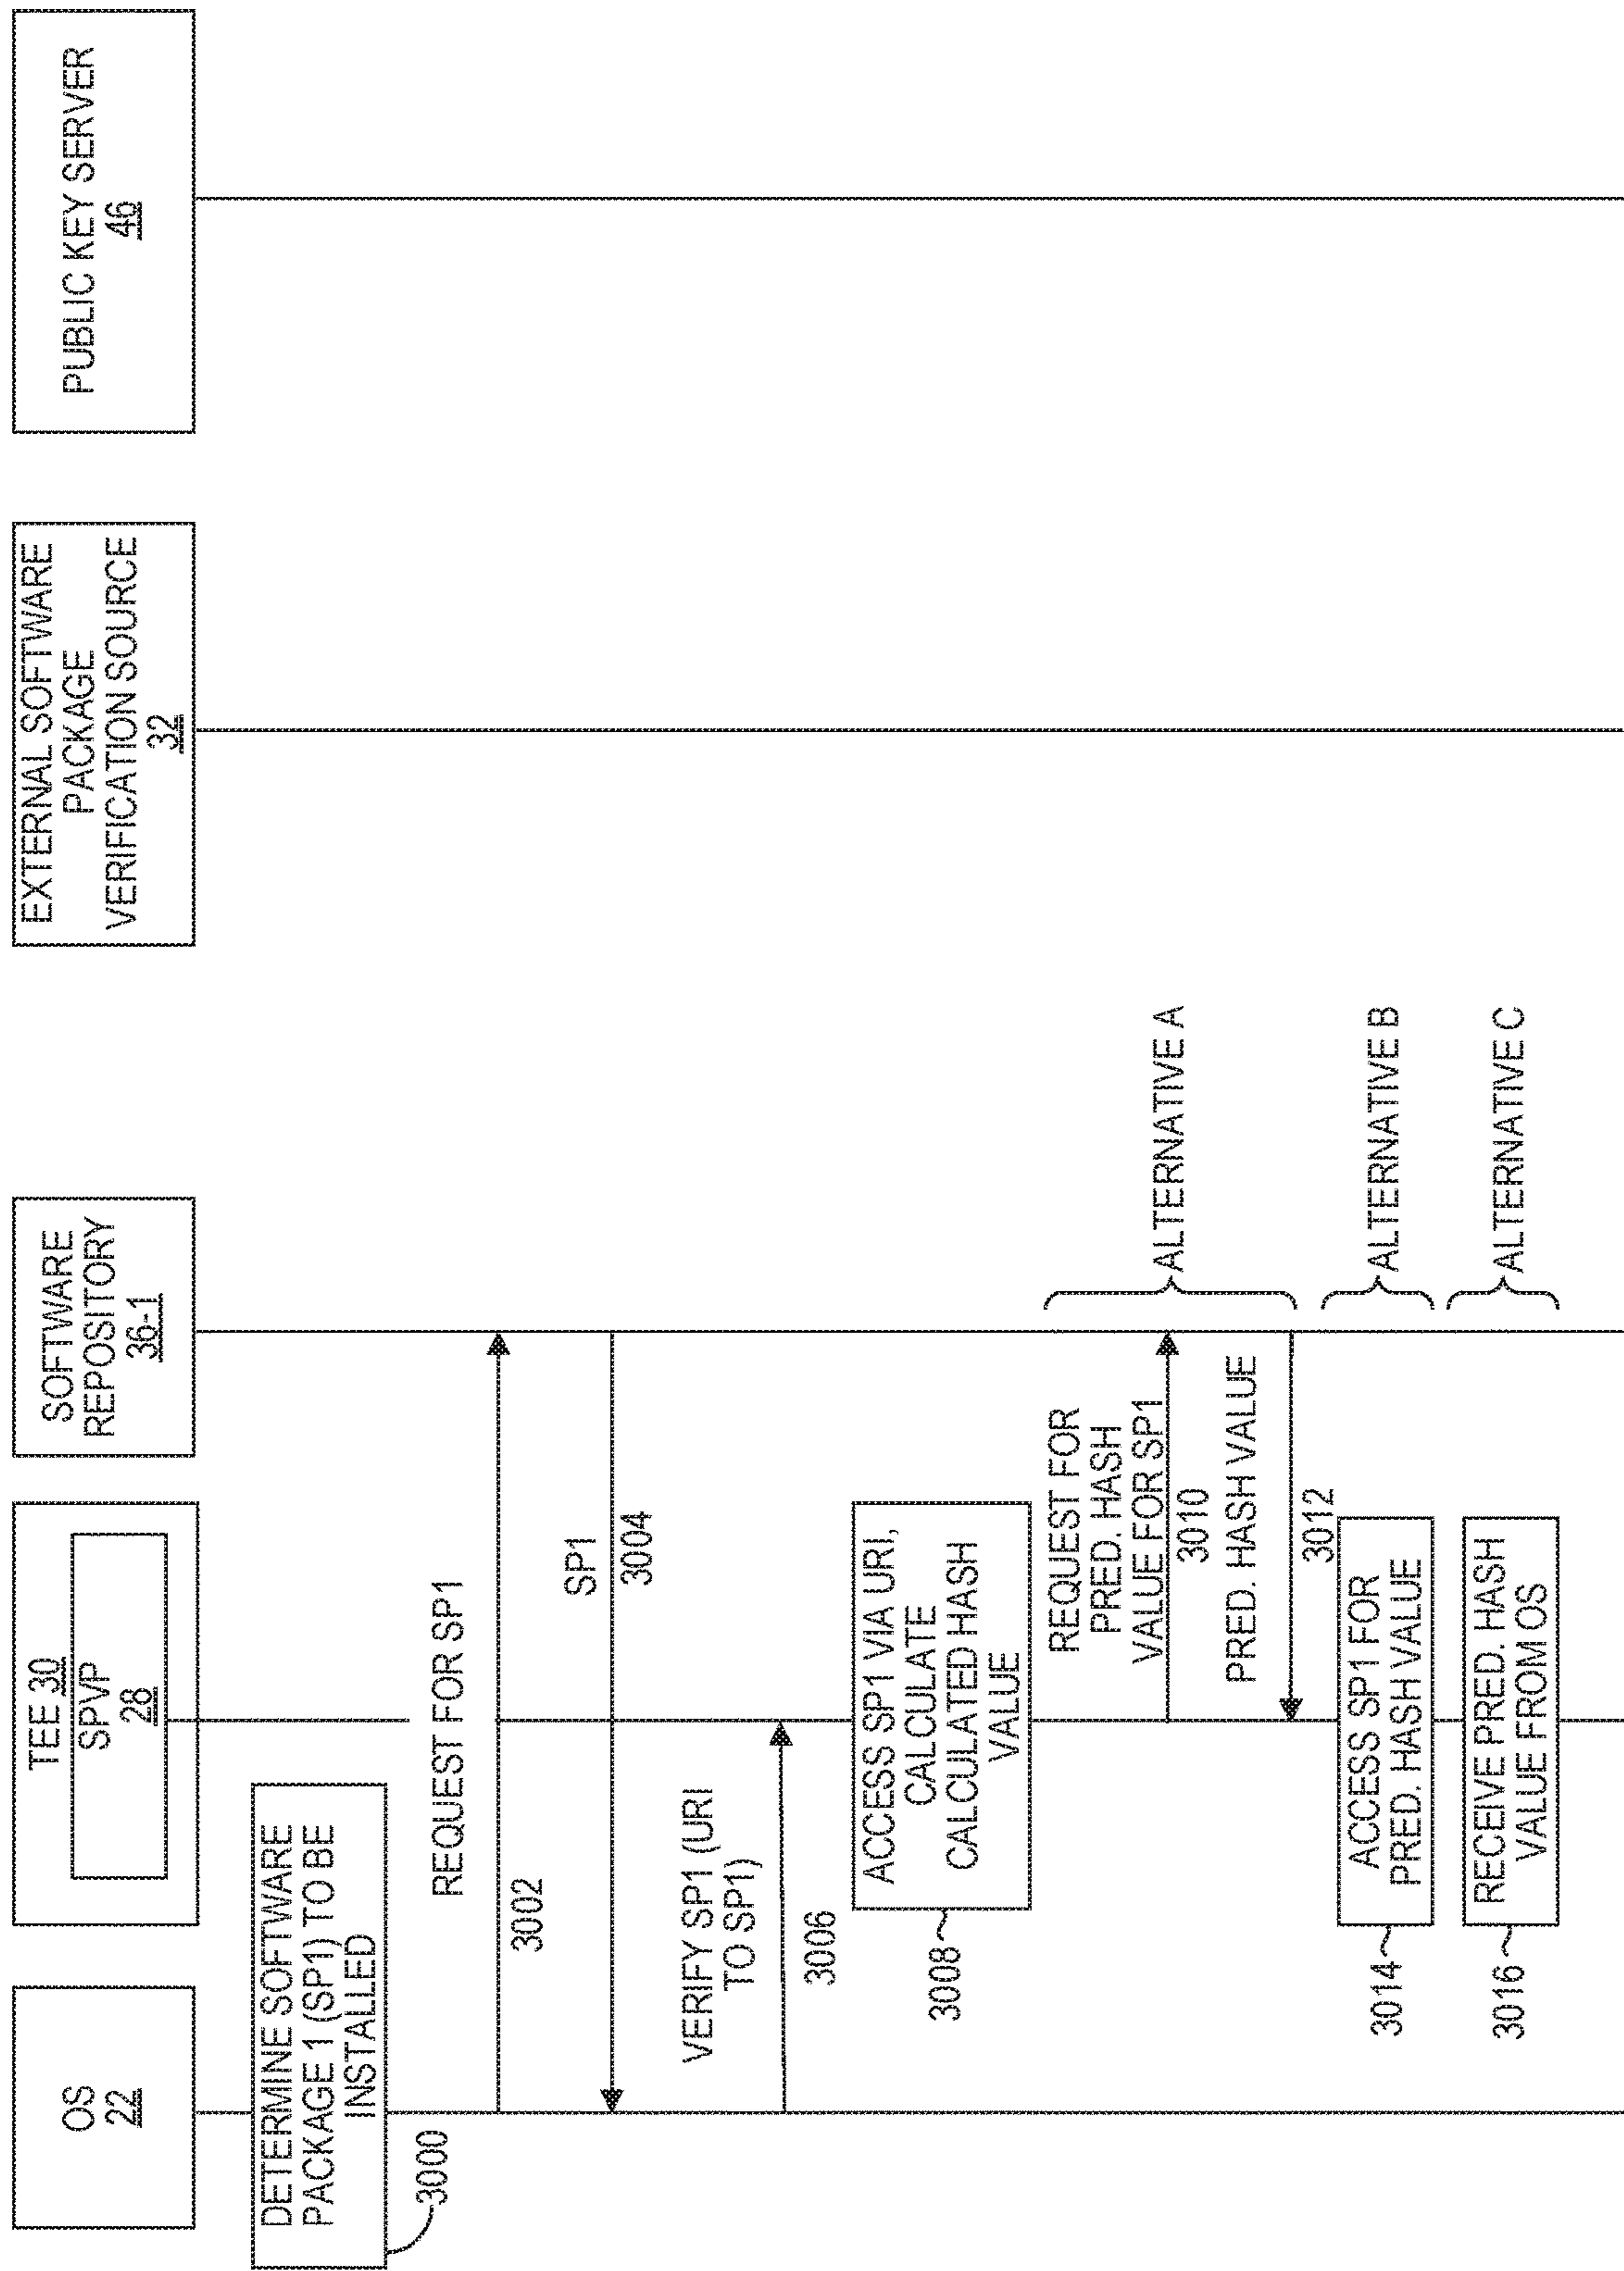 OS
22
TEE 30
SPVP
28
SOFTWARE
REPOSITORY
36-1
EXTERNAL SOFTWARE
PACKAGE
VERIFICATION SOURCE
32
PUBLIC KEY SERVER
46
DETERMINE SOFTWARE
PACKAGE 1 (SP1) TO BE
INSTALLED
3000
REQUEST FOR SP1
3002
SP1
3004
VERIFY SP1 (URI
TO SP1)
3006
ACCESS SP1 VIA URI,
CALCULATE
CALCULATED HASH
VALUE
3008
REQUEST FOR
PRED. HASH
VALUE FOR SP1
3010
PRED. HASH VALUE
3012
ALTERNATIVE A
ACCESS SP1 FOR
PRED. HASH VALUE
3014
ALTERNATIVE B
RECEIVE PRED. HASH
VALUE FROM OS
3016
ALTERNATIVE C